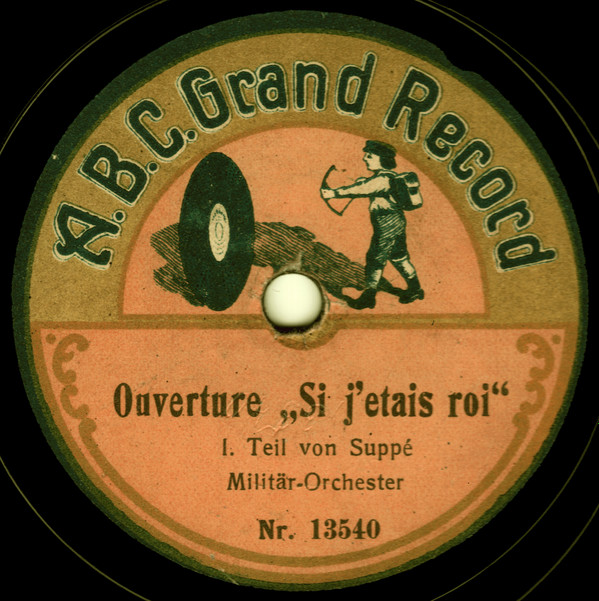 A.B.C. Grand Record
Ouverture „Si j'etais roi“
I. Teil von Suppé
Militär-Orchester
Nr. 13540